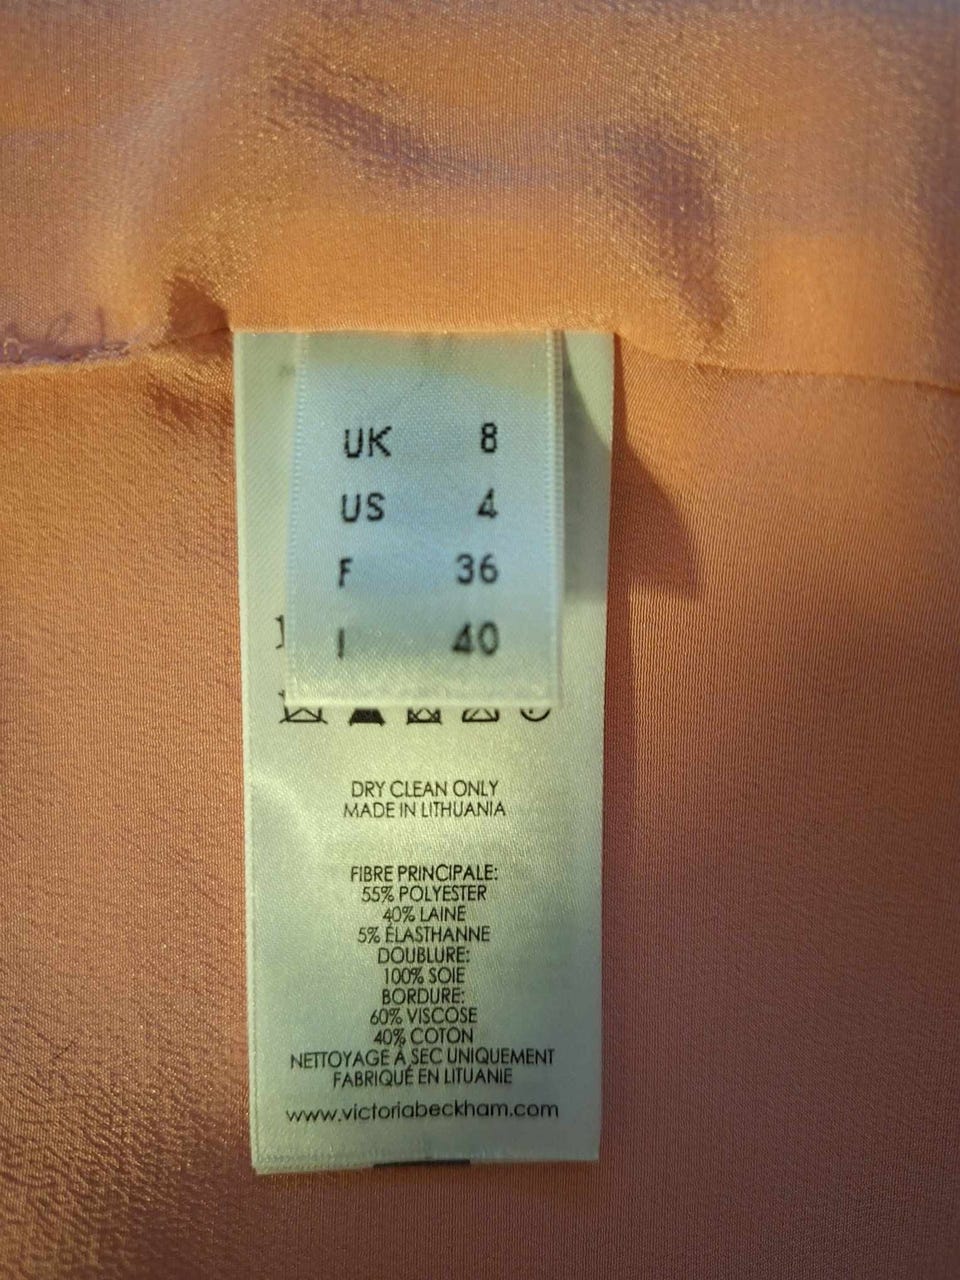 UK 8
US 4
F 36
I 40
DRY CLEAN ONLY
MADE IN LITHUANIA
FIBRE PRINCIPALE:
55% POLYESTER
40% LAINE
5% ÉLASTHANNE
DOUBLURE:
100% SOIE
BORDURE:
60% VISCOSE
40% COTON
NETTOYAGE À SEC UNIQUEMENT
FABRIQUÉ EN LITUANIE
www.victoriabeckham.com